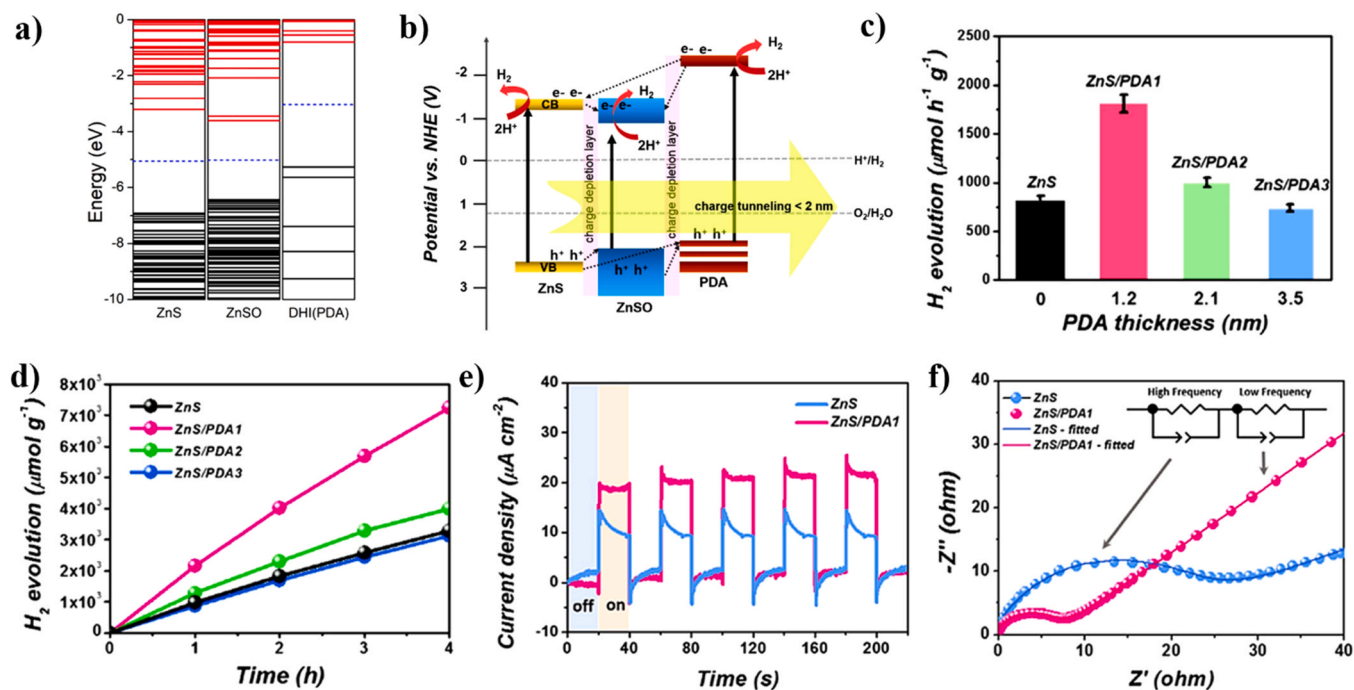 a)
Energy (eV)
0
-2
-4
-6
-8
-10
ZnS
ZnSO
DHI(PDA)
b)
Potential vs. NHE (V)
-2
-1
0
1
2
3
H₂
2H⁺
e- e-
CB
VB
h⁺ h⁺
ZnS
charge depletion layer
e- e-
H₂
2H⁺
h⁺ h⁺
ZnSO
charge depletion layer
e- e-
H₂
2H⁺
h⁺ h⁺
PDA
H⁺/H₂
charge tunneling < 2 nm
O₂/H₂O
c)
H₂ evolution (μmol h⁻¹ g⁻¹)
2500
2000
1500
1000
500
0
ZnS
ZnS/PDA1
ZnS/PDA2
ZnS/PDA3
0
1.2
2.1
3.5
PDA thickness (nm)
d)
H₂ evolution (μmol g⁻¹)
8x10³
7x10³
6x10³
5x10³
4x10³
3x10³
2x10³
1x10³
0
ZnS
ZnS/PDA1
ZnS/PDA2
ZnS/PDA3
0
1
2
3
4
Time (h)
e)
Current density (μA cm⁻²)
40
30
20
10
0
-10
ZnS
ZnS/PDA1
off
on
0
40
80
120
160
200
Time (s)
f)
-Z'' (ohm)
40
30
20
10
0
ZnS
ZnS/PDA1
ZnS - fitted
ZnS/PDA1 - fitted
High Frequency
Low Frequency
0
10
20
30
40
Z' (ohm)